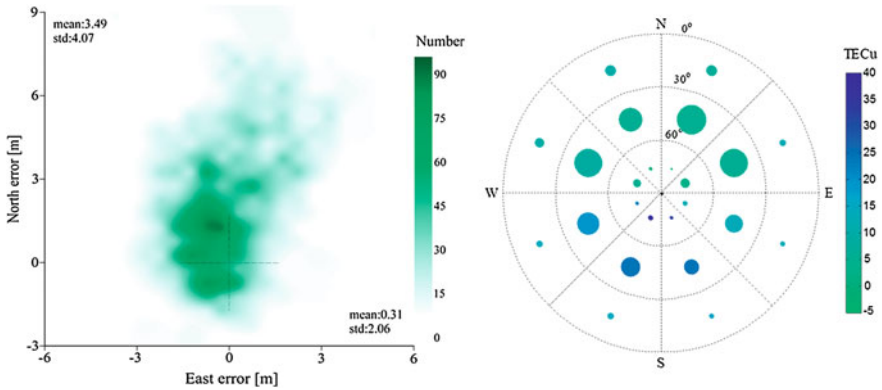 9
mean:3.49
std:4.07
6
3
0
-3
North error [m]
mean:0.31
std:2.06
-6
-3
0
3
6
East error [m]
Number
90
75
60
45
30
15
0
N
0°
30°
60°
W
E
S
TECu
40
35
30
25
20
15
10
5
0
-5